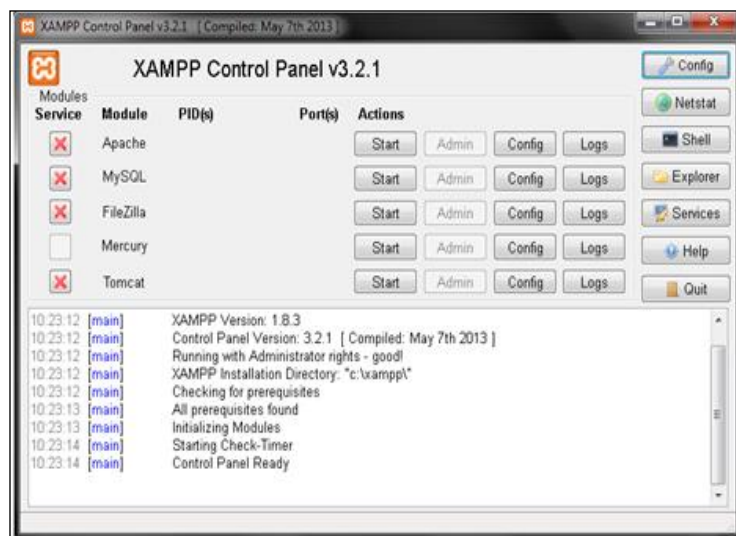 XAMPP Control Panel v3.2.1 [ Compiled: May 7th 2013 ]
XAMPP Control Panel v3.2.1
Config
Modules
Service Module PID(s) Port(s) Actions
Netstat
Apache Start Admin Config Logs
Shell
MySQL Start Admin Config Logs
Explorer
FileZilla Start Admin Config Logs
Services
Mercury Start Admin Config Logs
Help
Tomcat Start Admin Config Logs
Quit
10:23:12 [main] XAMPP Version: 1.8.3
10:23:12 [main] Control Panel Version: 3.2.1 [ Compiled: May 7th 2013 ]
10:23:12 [main] Running with Administrator rights - good!
10:23:12 [main] XAMPP Installation Directory: "c:\xampp\"
10:23:12 [main] Checking for prerequisites
10:23:13 [main] All prerequisites found
10:23:13 [main] Initializing Modules
10:23:14 [main] Starting Check-Timer
10:23:14 [main] Control Panel Ready